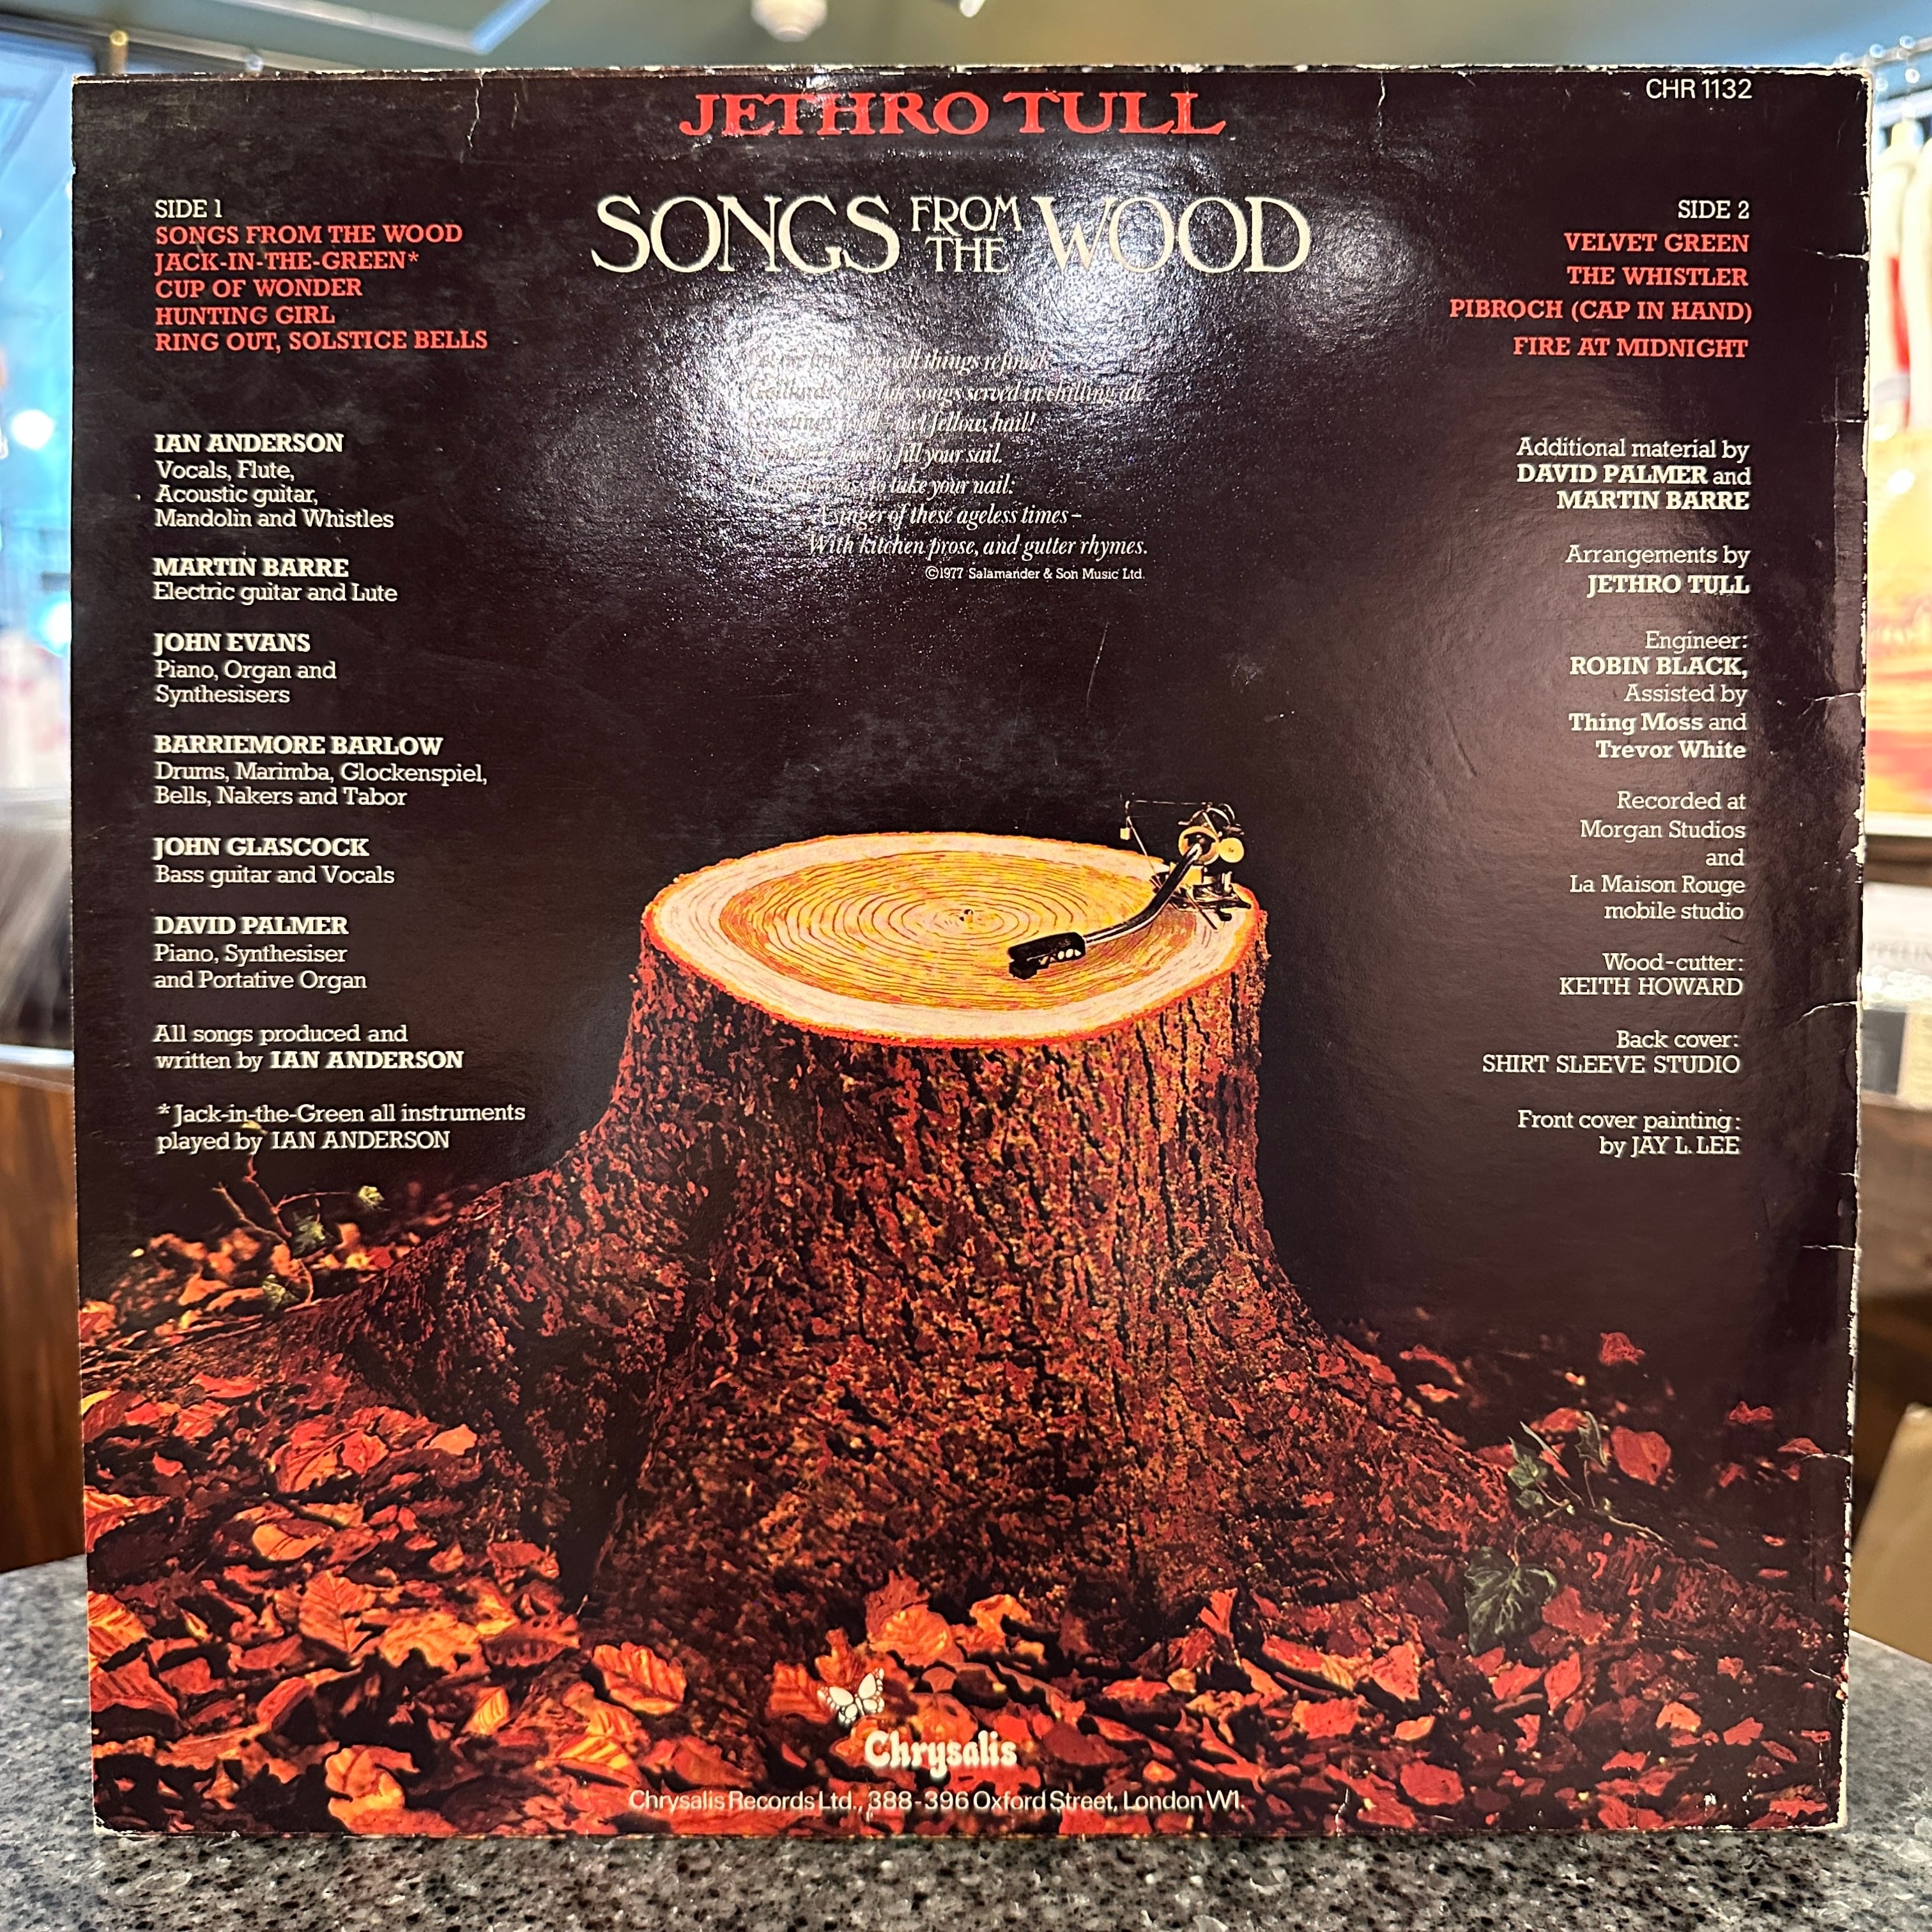 JETHRO TULL
CHR 1132
SONGS FROM THE WOOD
SIDE 1
SONGS FROM THE WOOD
JACK-IN-THE-GREEN*
CUP OF WONDER
HUNTING GIRL
RING OUT, SOLSTICE BELLS
SIDE 2
VELVET GREEN
THE WHISTLER
PIBROCH (CAP IN HAND)
FIRE AT MIDNIGHT
all things
songs served in chilling ale:
fellow, hail!
to fill your sail.
to take your nail:
A singer of these ageless times –
With kitchen prose, and gutter rhymes.
©1977 Salamander & Son Music Ltd.
IAN ANDERSON
Vocals, Flute,
Acoustic guitar,
Mandolin and Whistles
MARTIN BARRE
Electric guitar and Lute
JOHN EVANS
Piano, Organ and
Synthesisers
BARRIEMORE BARLOW
Drums, Marimba, Glockenspiel,
Bells, Nakers and Tabor
JOHN GLASCOCK
Bass guitar and Vocals
DAVID PALMER
Piano, Synthesiser
and Portative Organ
All songs produced and
written by IAN ANDERSON
* Jack-in-the-Green all instruments
played by IAN ANDERSON
Additional material by
DAVID PALMER and
MARTIN BARRE
Arrangements by
JETHRO TULL
Engineer:
ROBIN BLACK,
Assisted by
Thing Moss and
Trevor White
Recorded at
Morgan Studios
and
La Maison Rouge
mobile studio
Wood-cutter:
KEITH HOWARD
Back cover:
SHIRT SLEEVE STUDIO
Front cover painting:
by JAY L. LEE
Chrysalis
Chrysalis Records Ltd., 388-396 Oxford Street, London W1.